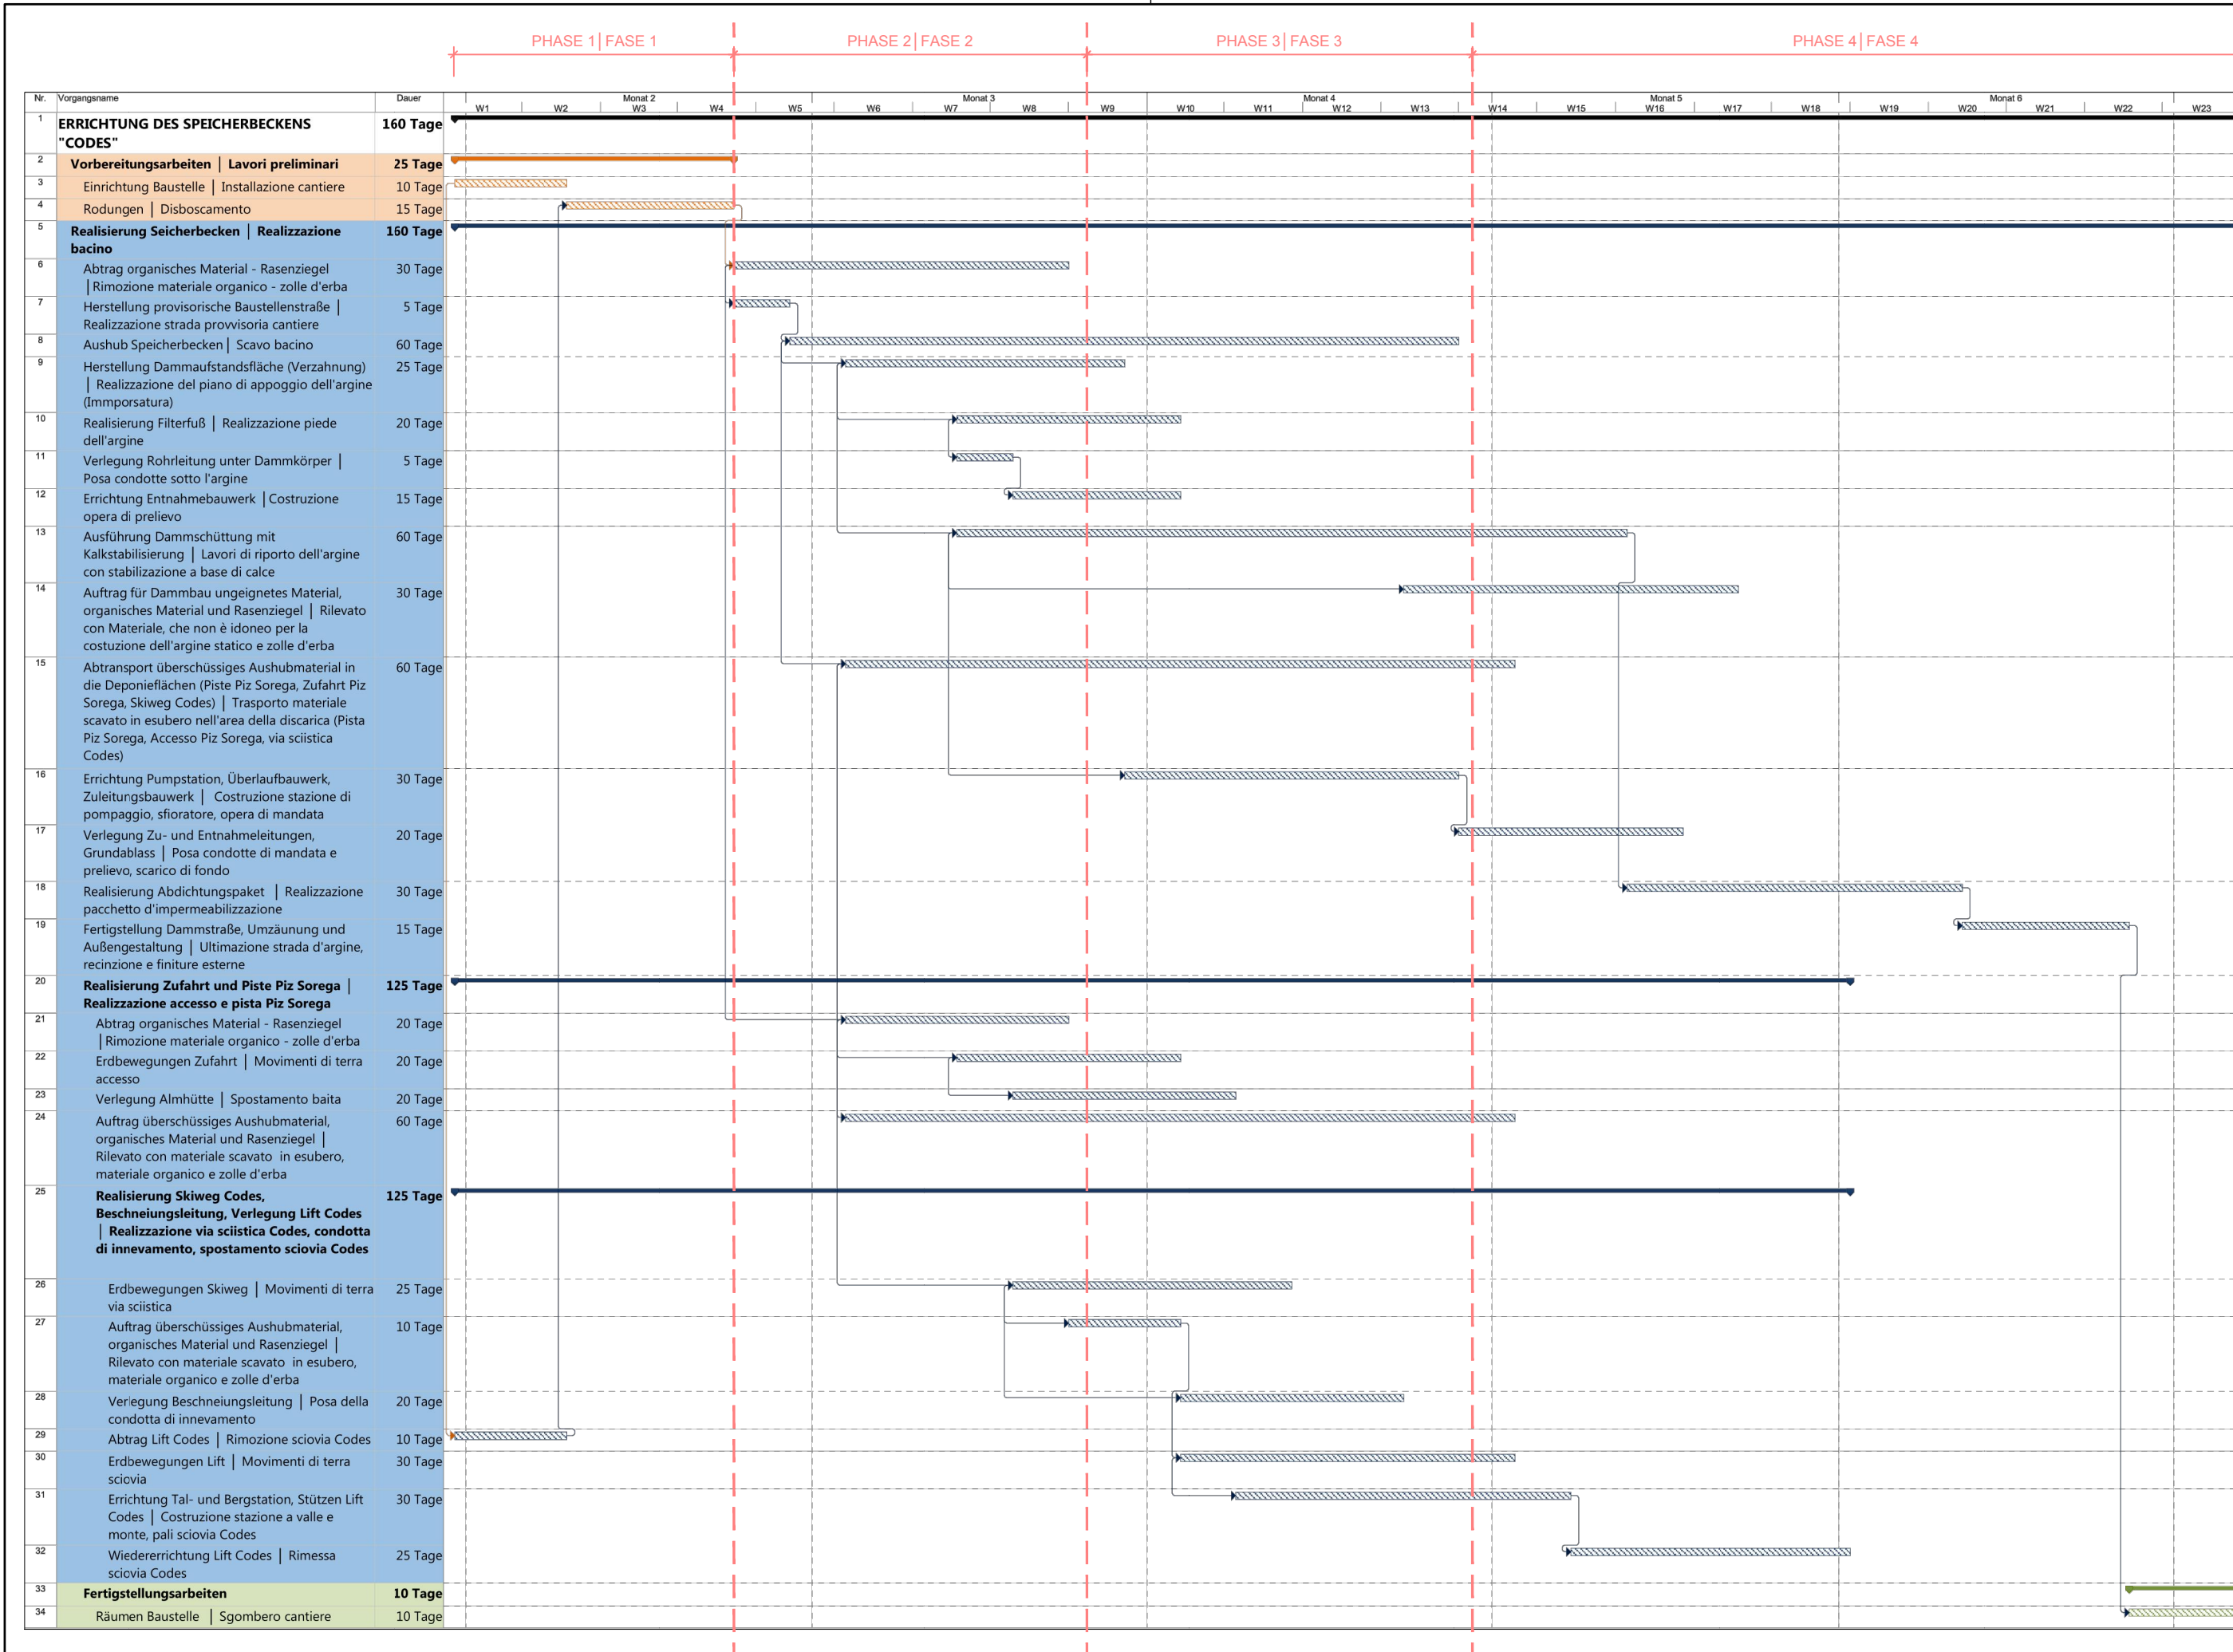 PHASE 1 | FASE 1 PHASE 2 | FASE 2 PHASE 3 | FASE 3 PHASE 4 | FASE 4
Nr. Vorgangsname Dauer Monat 2 Monat 3 Monat 4 Monat 5 Monat 6
W1 W2 W3 W4 W5 W6 W7 W8 W9 W10 W11 W12 W13 W14 W15 W16 W17 W18 W19 W20 W21 W22 W23
1 ERRICHTUNG DES SPEICHERBECKENS 160 Tage
"CODES"
2 Vorbereitungsarbeiten | Lavori preliminari 25 Tage
3 Einrichtung Baustelle | Installazione cantiere 10 Tage
4 Rodungen | Disboscamento 15 Tage
5 Realisierung Seicherbecken | Realizzazione 160 Tage
bacino
6 Abtrag organisches Material - Rasenziegel 30 Tage
| Rimozione materiale organico - zolle d'erba
7 Herstellung provisorische Baustellenstraße | 5 Tage
Realizzazione strada provvisoria cantiere
8 Aushub Speicherbecken | Scavo bacino 60 Tage
9 Herstellung Dammaufstandsfläche (Verzahnung) 25 Tage
| Realizzazione del piano di appoggio dell'argine
(Immporsatura)
10 Realisierung Filterfuß | Realizzazione piede 20 Tage
dell'argine
11 Verlegung Rohrleitung unter Dammkörper | 5 Tage
Posa condotte sotto l'argine
12 Errichtung Entnahmebauwerk | Costruzione 15 Tage
opera di prelievo
13 Ausführung Dammschüttung mit 60 Tage
Kalkstabilisierung | Lavori di riporto dell'argine
con stabilizzazione a base di calce
14 Auftrag für Dammbau ungeignetes Material, 30 Tage
organisches Material und Rasenziegel | Rilevato
con Materiale, che non è idoneo per la
costuzione dell'argine statico e zolle d'erba
15 Abtransport überschüssiges Aushubmaterial in 60 Tage
die Deponieflächen (Piste Piz Sorega, Zufahrt Piz
Sorega, Skiweg Codes) | Trasporto materiale
scavato in esubero nell'area della discarica (Pista
Piz Sorega, Accesso Piz Sorega, via sciistica
Codes)
16 Errichtung Pumpstation, Überlaufbauwerk, 30 Tage
Zuleitungsbauwerk | Costruzione stazione di
pompaggio, sfioratore, opera di mandata
17 Verlegung Zu- und Entnahmeleitungen, 20 Tage
Grundablass | Posa condotte di mandata e
prelievo, scarico di fondo
18 Realisierung Abdichtungspaket | Realizzazione 30 Tage
pacchetto d'impermeabilizzazione
19 Fertigstellung Dammstraße, Umzäunung und 15 Tage
Außengestaltung | Ultimazione strada d'argine,
recinzione e finiture esterne
20 Realisierung Zufahrt und Piste Piz Sorega | 125 Tage
Realizzazione accesso e pista Piz Sorega
21 Abtrag organisches Material - Rasenziegel 20 Tage
| Rimozione materiale organico - zolle d'erba
22 Erdbewegungen Zufahrt | Movimenti di terra 20 Tage
accesso
23 Verlegung Almhütte | Spostamento baita 20 Tage
24 Auftrag überschüssiges Aushubmaterial, 60 Tage
organisches Material und Rasenziegel |
Rilevato con materiale scavato in esubero,
materiale organico e zolle d'erba
25 Realisierung Skiweg Codes, 125 Tage
Beschneiungsleitung, Verlegung Lift Codes
| Realizzazione via sciistica Codes, condotta
di innevamento, spostamento sciovia Codes
26 Erdbewegungen Skiweg | Movimenti di terra 25 Tage
via sciistica
27 Auftrag überschüssiges Aushubmaterial, 10 Tage
organisches Material und Rasenziegel |
Rilevato con materiale scavato in esubero,
materiale organico e zolle d'erba
28 Verlegung Beschneiungsleitung | Posa della 20 Tage
condotta di innevamento
29 Abtrag Lift Codes | Rimozione sciovia Codes 10 Tage
30 Erdbewegungen Lift | Movimenti di terra 30 Tage
sciovia
31 Errichtung Tal- und Bergstation, Stützen Lift 30 Tage
Codes | Costruzione stazione a valle e
monte, pali sciovia Codes
32 Wiedererrichtung Lift Codes | Rimessa 25 Tage
sciovia Codes
33 Fertigstellungsarbeiten 10 Tage
34 Räumen Baustelle | Sgombero cantiere 10 Tage